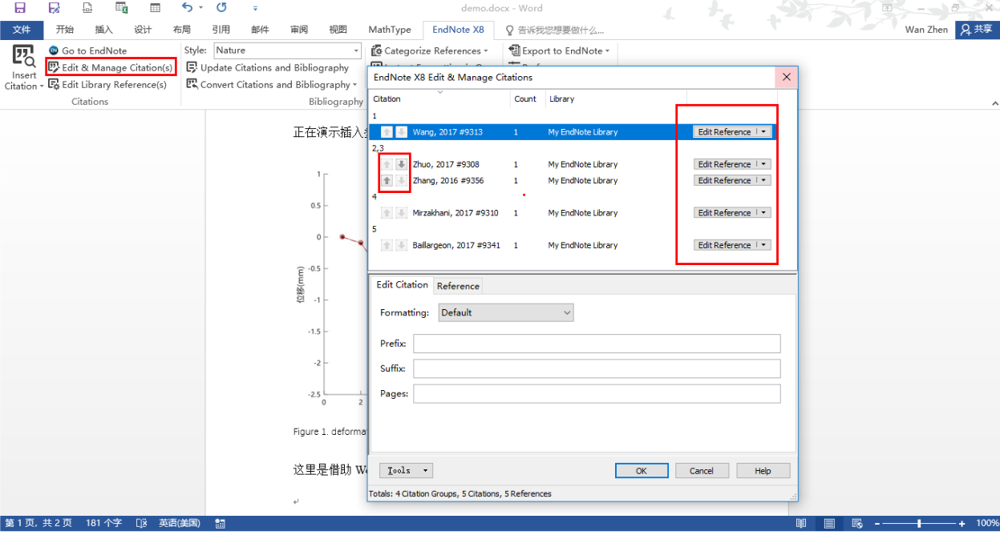 demo.docx - Word
文件 开始 插入 设计 布局 引用 邮件 审阅 视图 MathType EndNote X8 告诉我您想要做什么... Wan Zhen 共享
Insert Citation
Go to EndNote
Edit & Manage Citation(s)
Edit Library Reference(s)
Citations
Style: Nature
Update Citations and Bibliography
Convert Citations and Bibliography
Bibliography
Categorize References
Export to EndNote
正在演示插入
1
0.5
0
-0.5
-1
-1.5
-2
-2.5
0 2
位移(mm)
Figure 1. deforma
这里是借助 W
EndNote X8 Edit & Manage Citations
Citation Count Library
1
Wang, 2017 #9313 1 My EndNote Library Edit Reference
2,3
Zhuo, 2017 #9308 1 My EndNote Library Edit Reference
Zhang, 2016 #9356 1 My EndNote Library Edit Reference
4
Mirzakhani, 2017 #9310 1 My EndNote Library Edit Reference
5
Baillargeon, 2017 #9341 1 My EndNote Library Edit Reference
Edit Citation Reference
Formatting: Default
Prefix:
Suffix:
Pages:
Tools OK Cancel Help
Totals: 4 Citation Groups, 5 Citations, 5 References
第 1 页, 共 2 页 181 个字 英语(美国) 100%